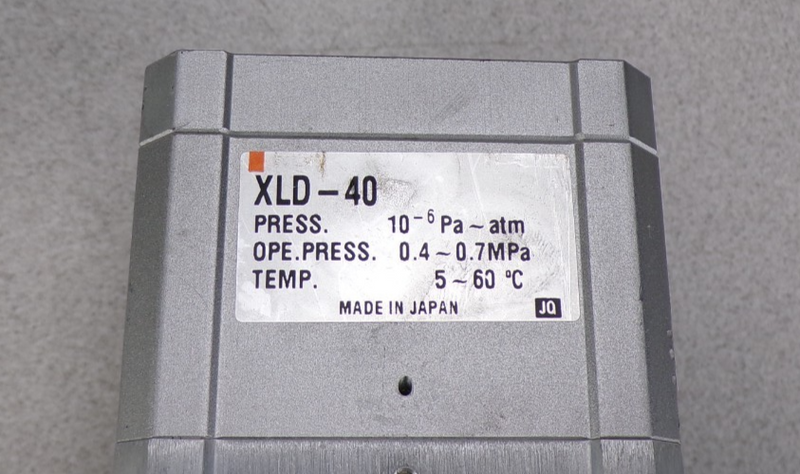 XLD-40
PRESS. 10⁻⁶ Pa~atm
OPE.PRESS. 0.4~0.7MPa
TEMP. 5~60 ℃
MADE IN JAPAN JQ